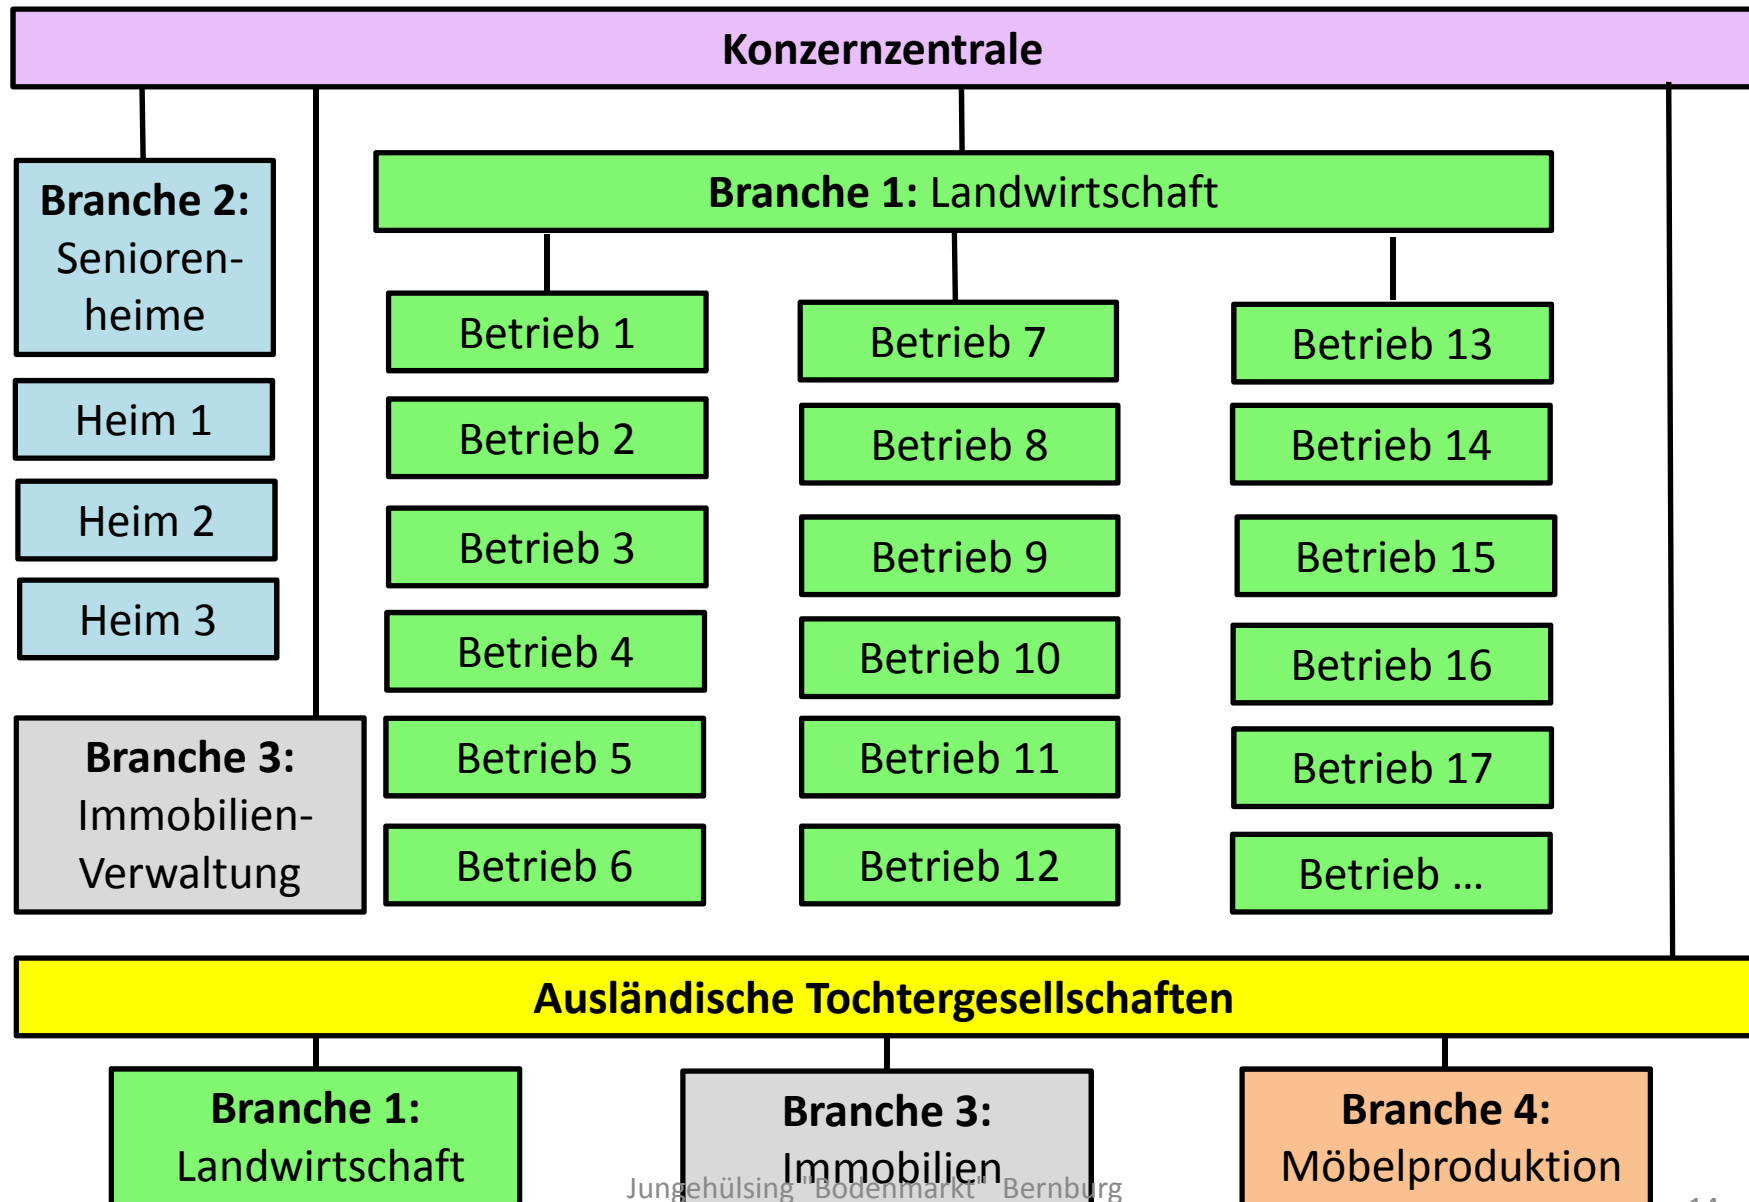 Konzernzentrale
Branche 2:
Senioren-
heime
Heim 1
Heim 2
Heim 3
Branche 3:
Immobilien-
Verwaltung
Branche 1: Landwirtschaft
Betrieb 1
Betrieb 2
Betrieb 3
Betrieb 4
Betrieb 5
Betrieb 6
Betrieb 7
Betrieb 8
Betrieb 9
Betrieb 10
Betrieb 11
Betrieb 12
Betrieb 13
Betrieb 14
Betrieb 15
Betrieb 16
Betrieb 17
Betrieb ...
Ausländische Tochtergesellschaften
Branche 1:
Landwirtschaft
Branche 3:
Immobilien
Branche 4:
Möbelproduktion
Jungehülsing "Bodenmarkt" Bernburg